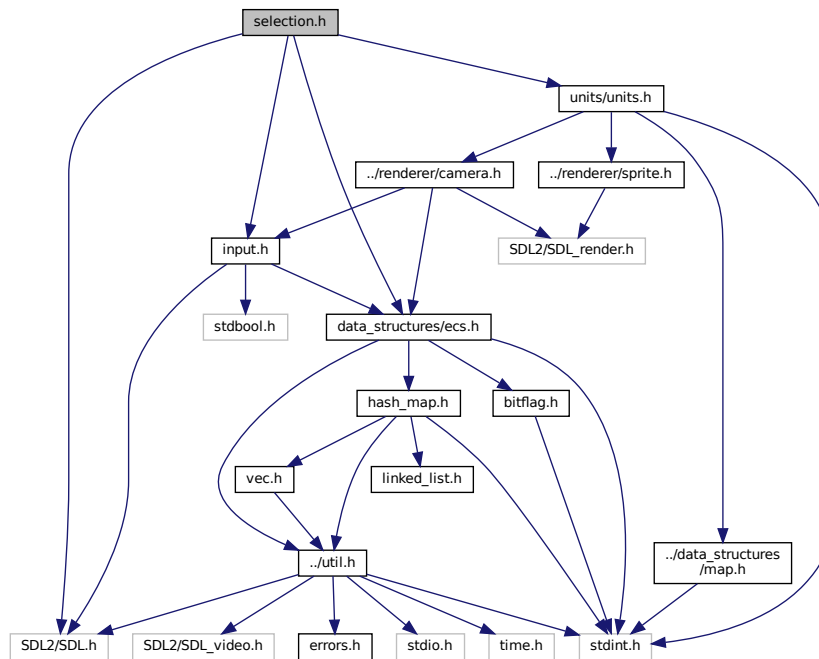 selection.h
units/units.h
../renderer/camera.h
../renderer/sprite.h
input.h
SDL2/SDL_render.h
stdbool.h
data_structures/ecs.h
hash_map.h
bitflag.h
vec.h
linked_list.h
../util.h
../data_structures
/map.h
SDL2/SDL.h
SDL2/SDL_video.h
errors.h
stdio.h
time.h
stdint.h